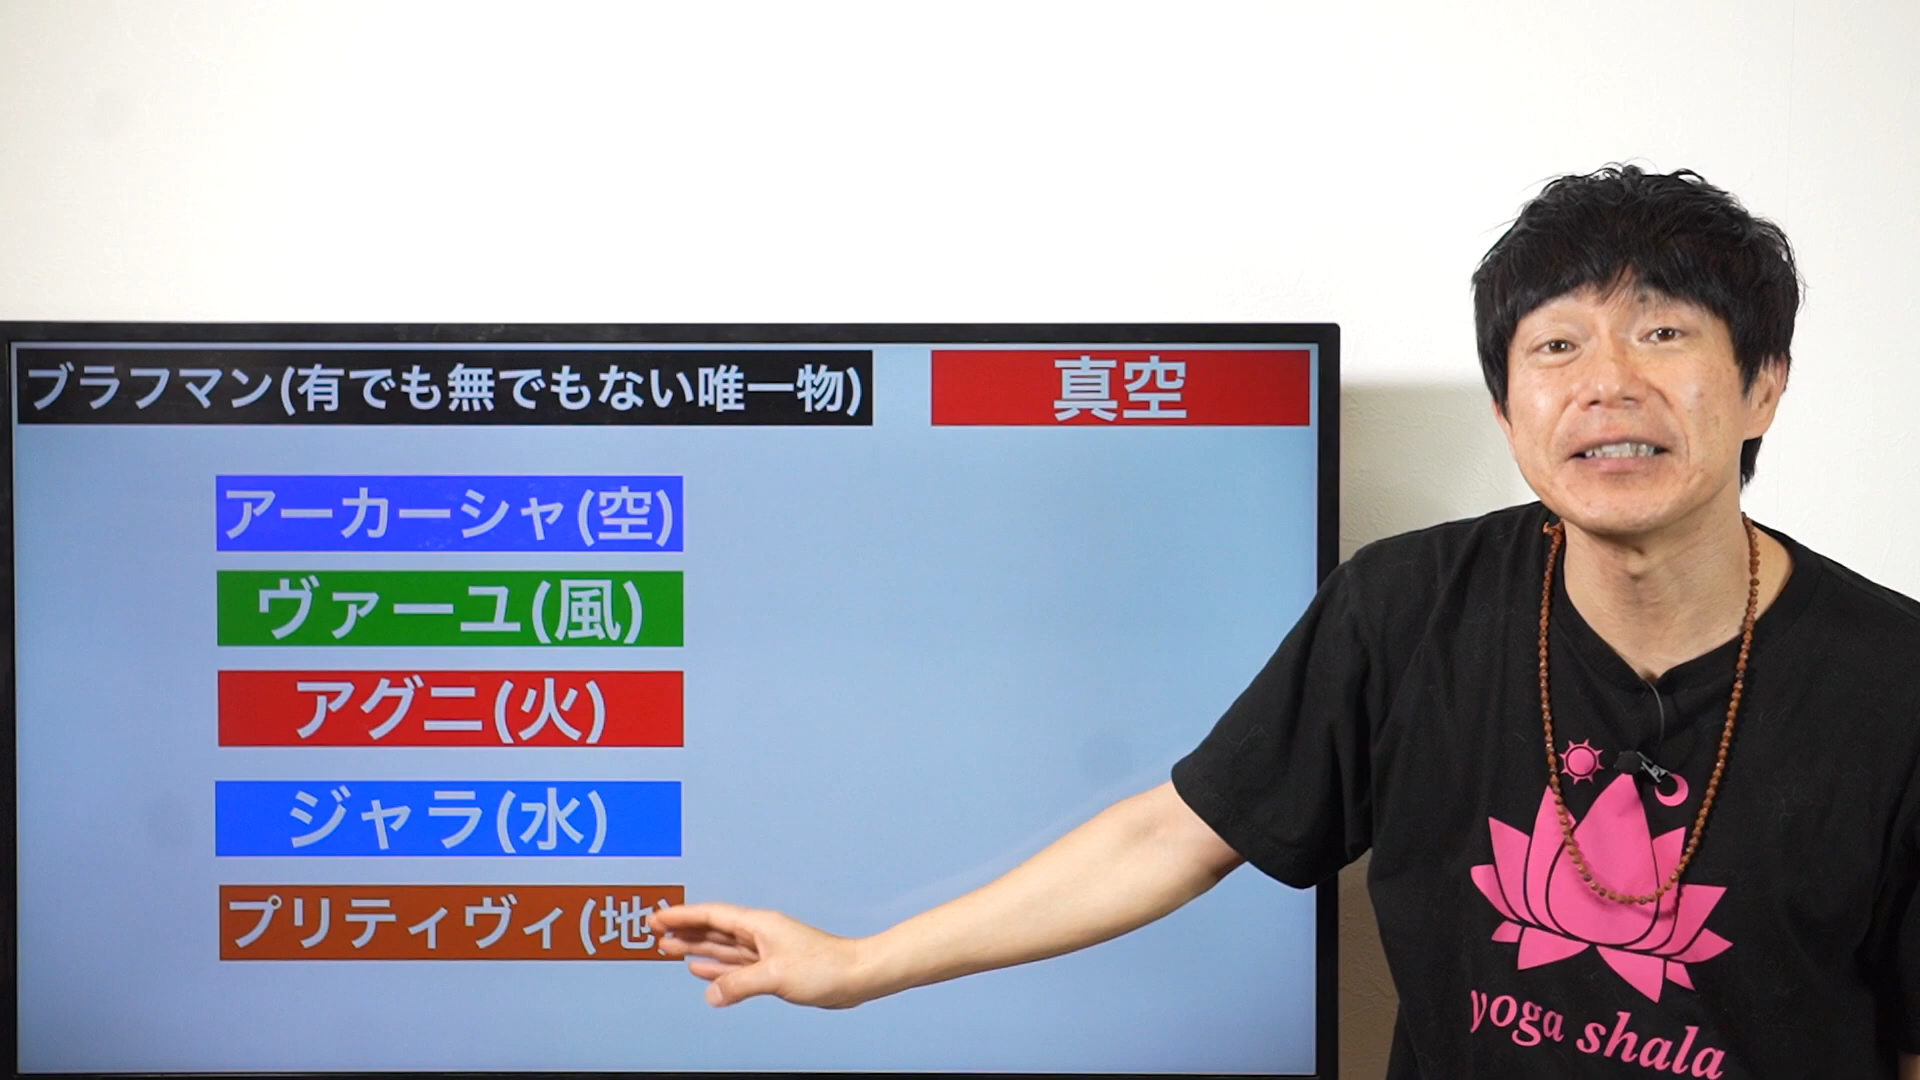 ブラフマン(有でも無でもない唯一物)
真空
アーカーシャ(空)
ヴァーユ(風)
アグニ(火)
ジャラ(水)
プリティヴィ(地)
yoga shala